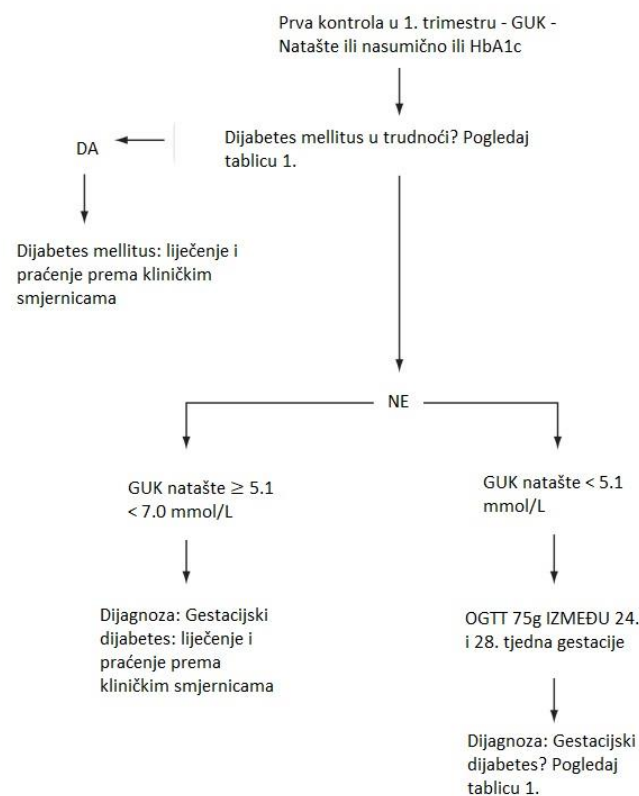 Prva kontrola u 1. trimestru - GUK -
Natašte ili nasumično ili HbA1c
Dijabetes mellitus u trudnoći? Pogledaj
tablicu 1.
DA
Dijabetes mellitus: liječenje i
praćenje prema kliničkim
smjernicama
NE
GUK natašte ≥ 5.1
< 7.0 mmol/L
Dijagnoza: Gestacijski
dijabetes: liječenje i
praćenje prema
kliničkim smjernicama
GUK natašte < 5.1
mmol/L
OGTT 75g IZMEĐU 24.
i 28. tjedna gestacije
Dijagnoza: Gestacijski
dijabetes? Pogledaj
tablicu 1.